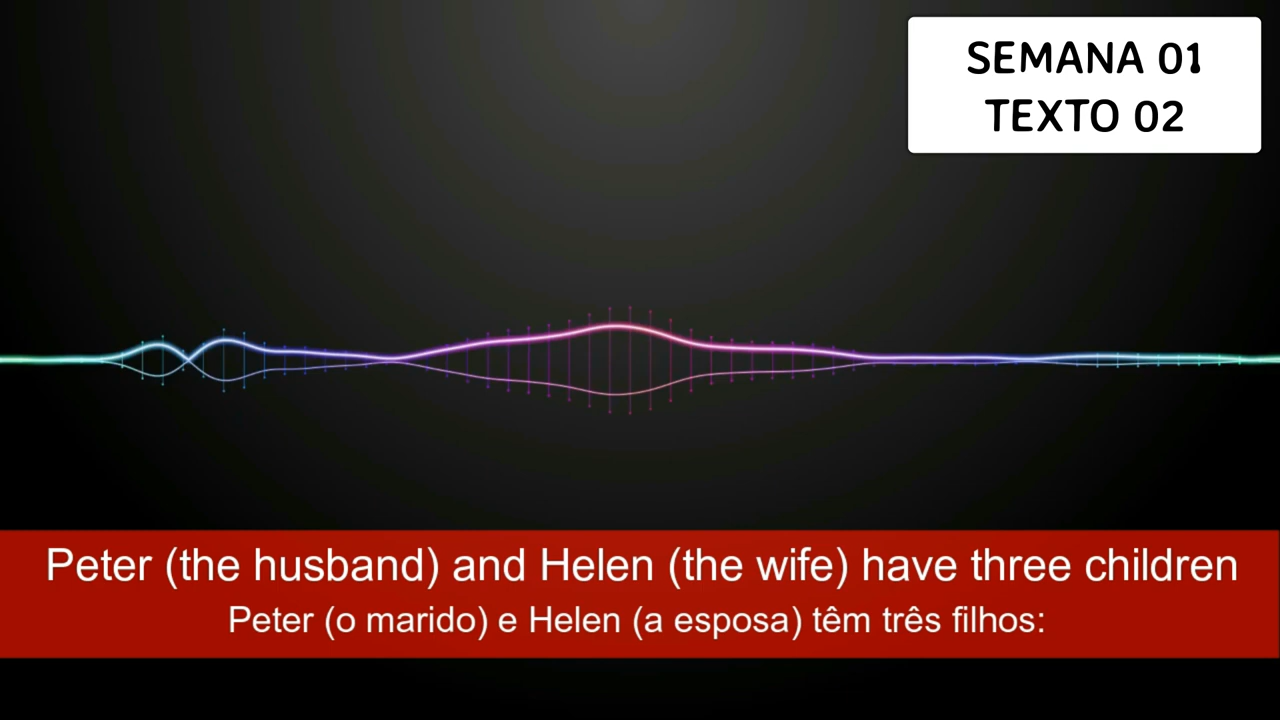 SEMANA 01
TEXTO 02
Peter (the husband) and Helen (the wife) have three children
Peter (o marido) e Helen (a esposa) têm três filhos: